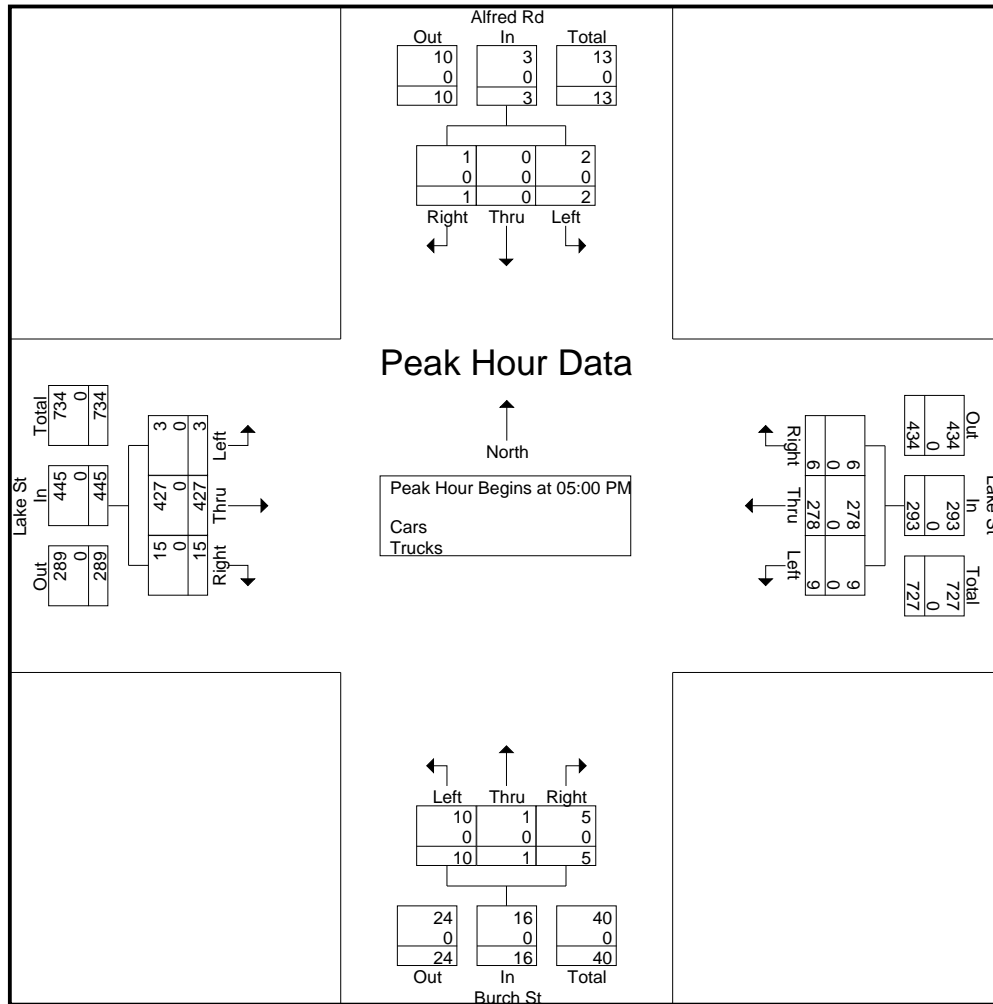 Alfred Rd
Out In Total
10 3 13
0 0 0
10 3 13
1 0 2
0 0 0
1 0 2
Right Thru Left
Peak Hour Data
North
Peak Hour Begins at 05:00 PM
Cars
Trucks
Lake St
Total In Out
734 445 289
0 0 0
734 445 289
3 427 15
0 0 0
3 427 15
Left Thru Right
Lake St
Out In Total
434 293 727
0 0 0
434 293 727
6 278 9
0 0 0
6 278 9
Right Thru Left
Left Thru Right
10 1 5
0 0 0
10 1 5
24 16 40
0 0 0
24 16 40
Out In Total
Burch St